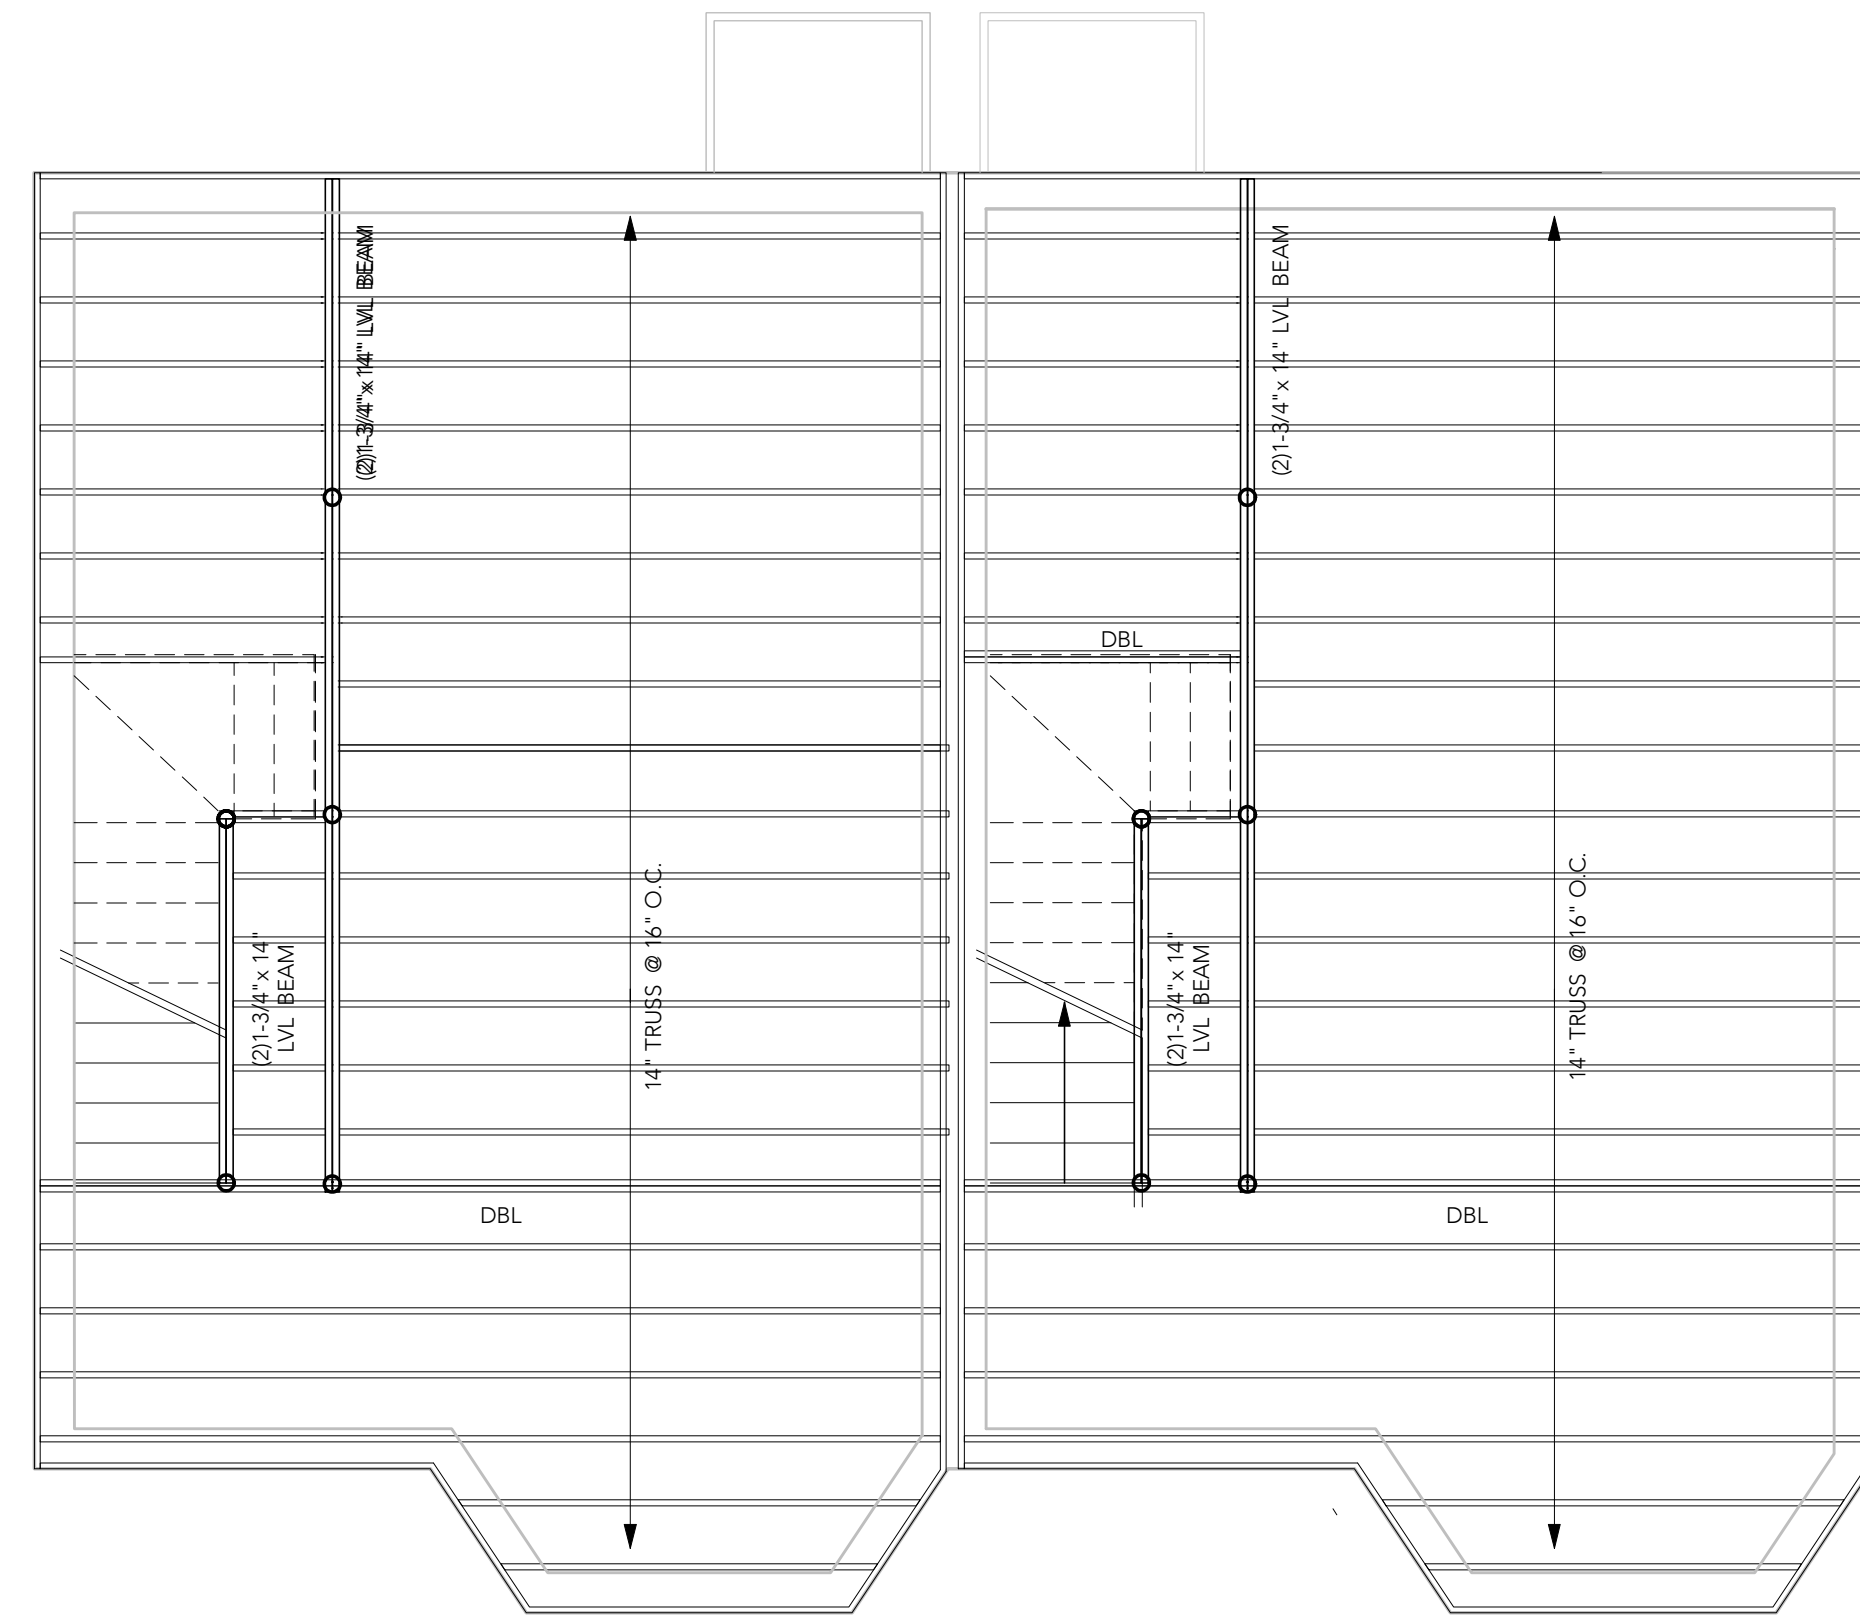 (2)1-3/4" x 14" LVL BEAM
(2)1-3/4" x 14" LVL BEAM
DBL
(2)1-3/4" x 14"
LVL BEAM
14" TRUSS @ 16" O.C.
(2)1-3/4" x 14"
LVL BEAM
14" TRUSS @ 16" O.C.
DBL
DBL